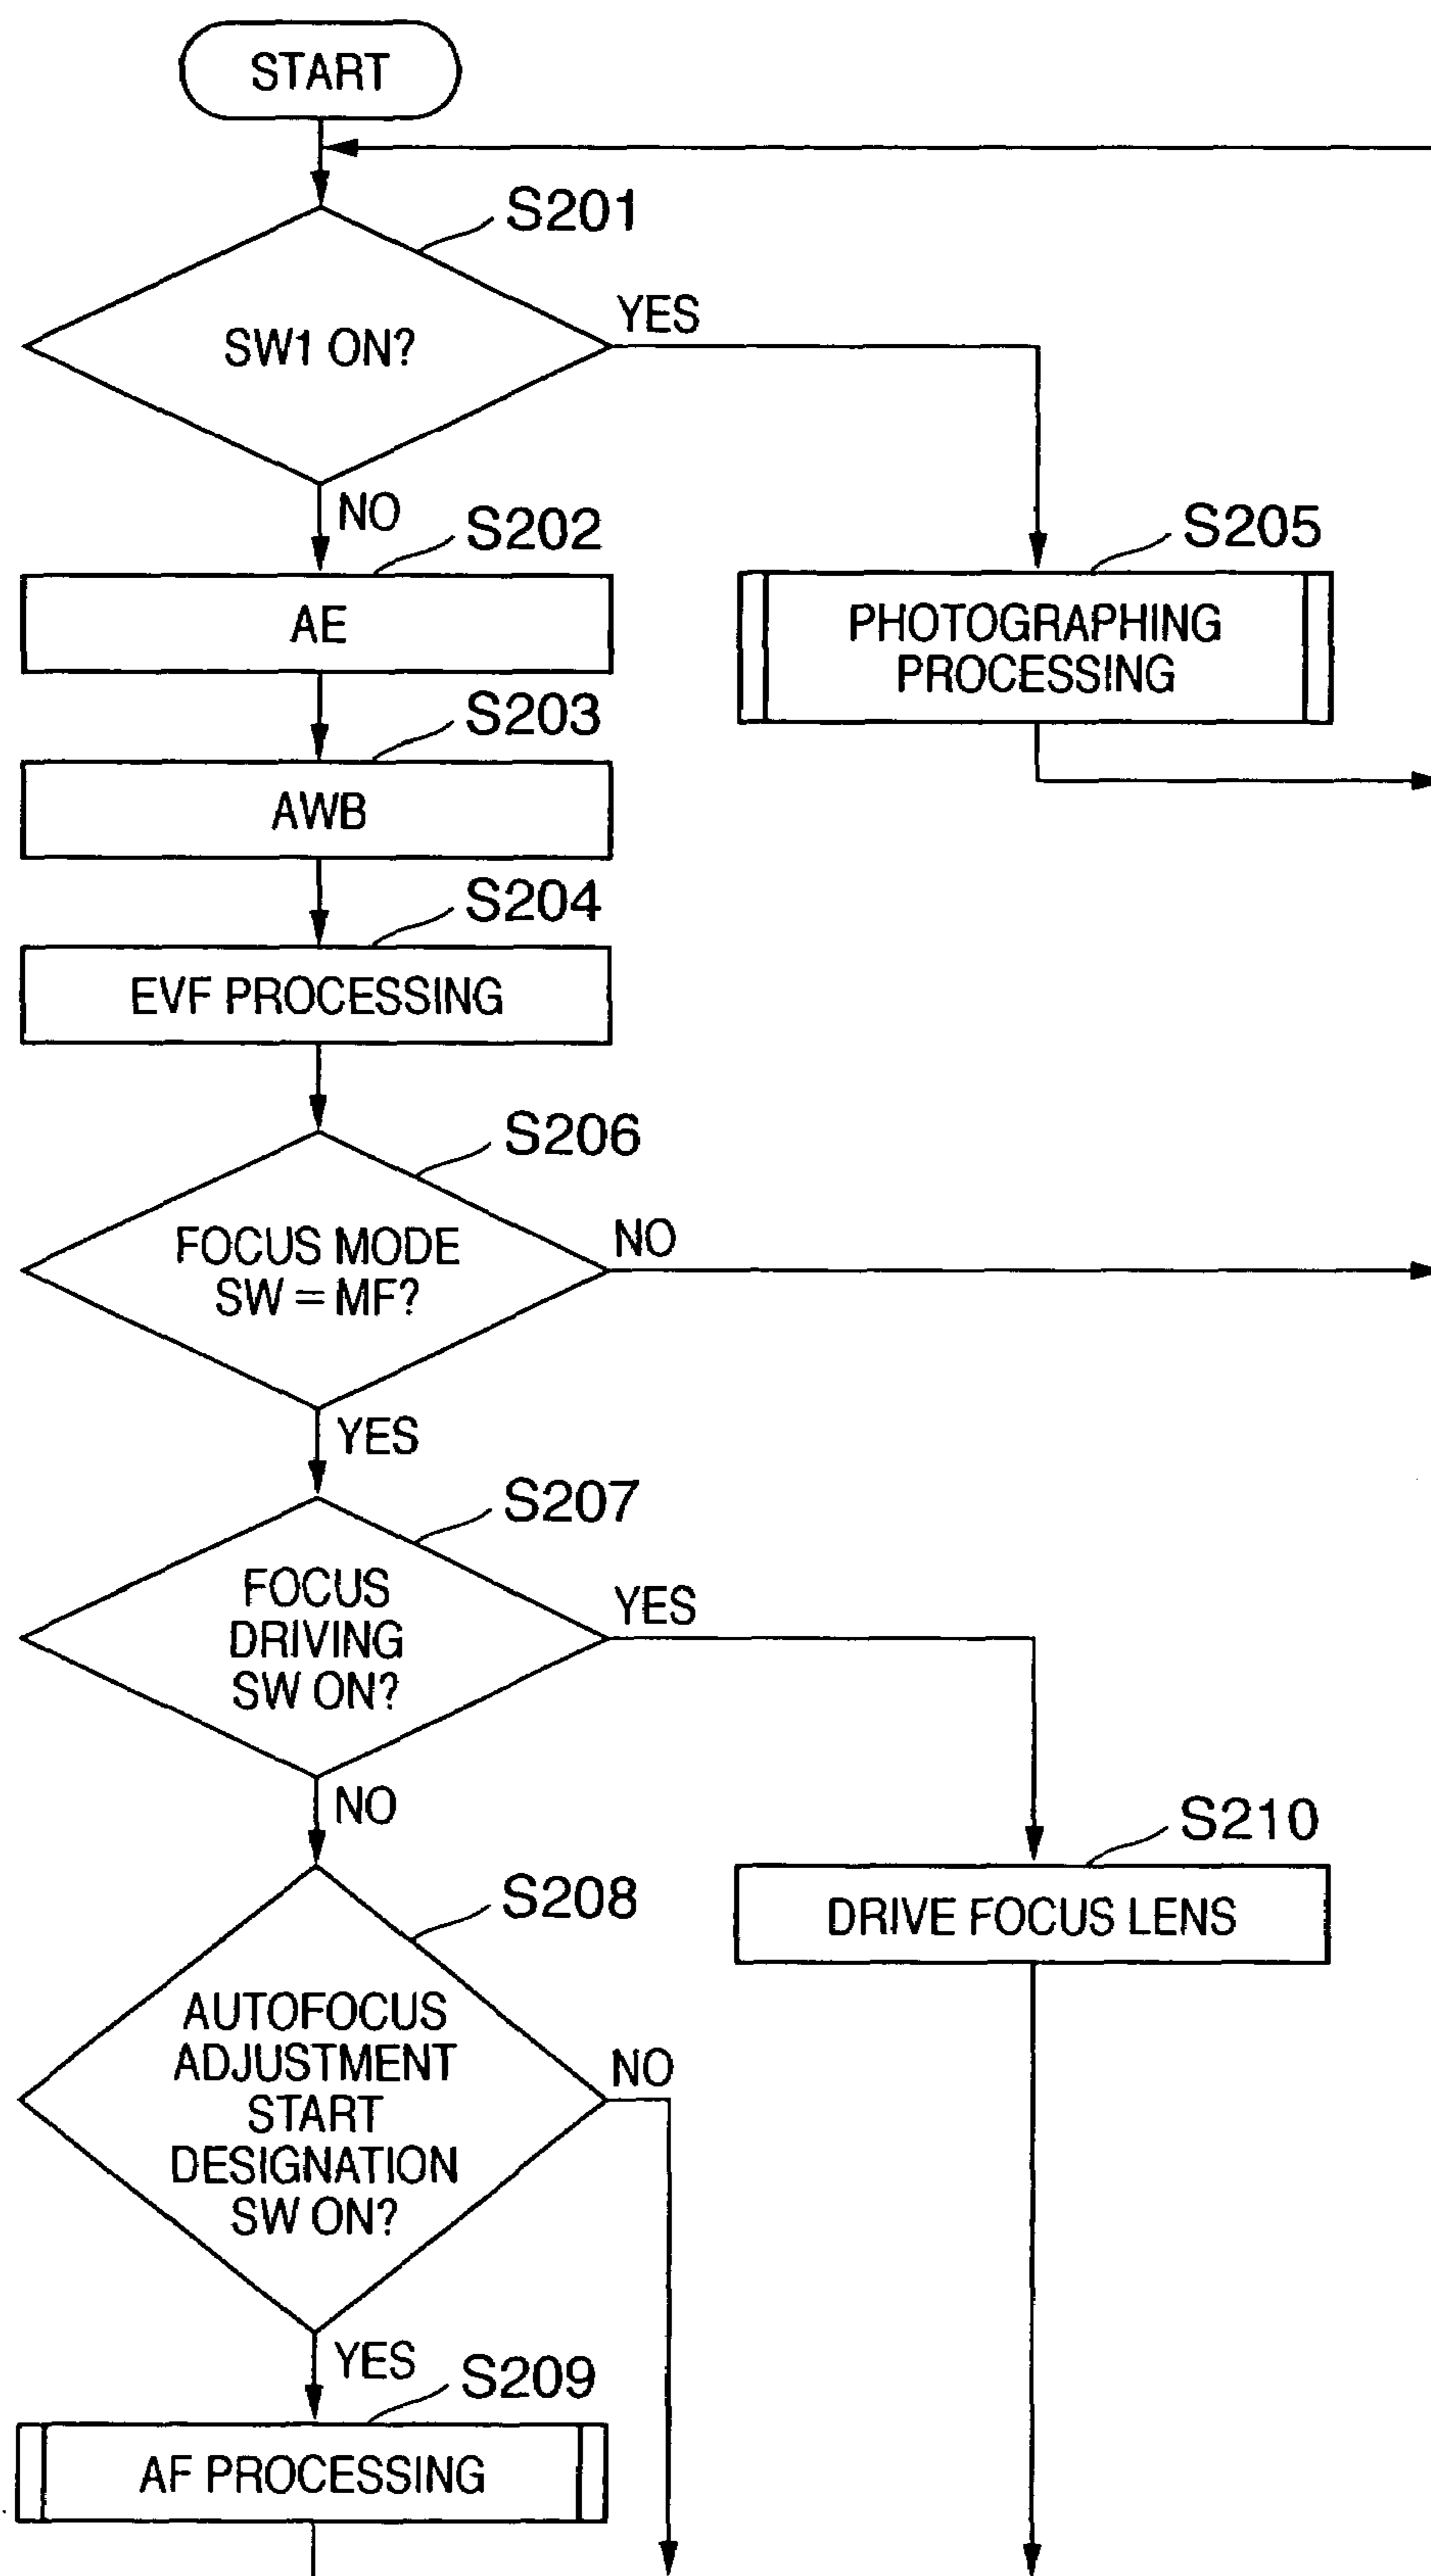 START
S201
SW1 ON?
YES
NO
S202
AE
S205
PHOTOGRAPHING
PROCESSING
S203
AWB
S204
EVF PROCESSING
S206
FOCUS MODE
SW = MF?
NO
YES
S207
FOCUS
DRIVING
SW ON?
YES
NO
S210
DRIVE FOCUS LENS
S208
AUTOFOCUS
ADJUSTMENT
START
DESIGNATION
SW ON?
NO
YES
S209
AF PROCESSING